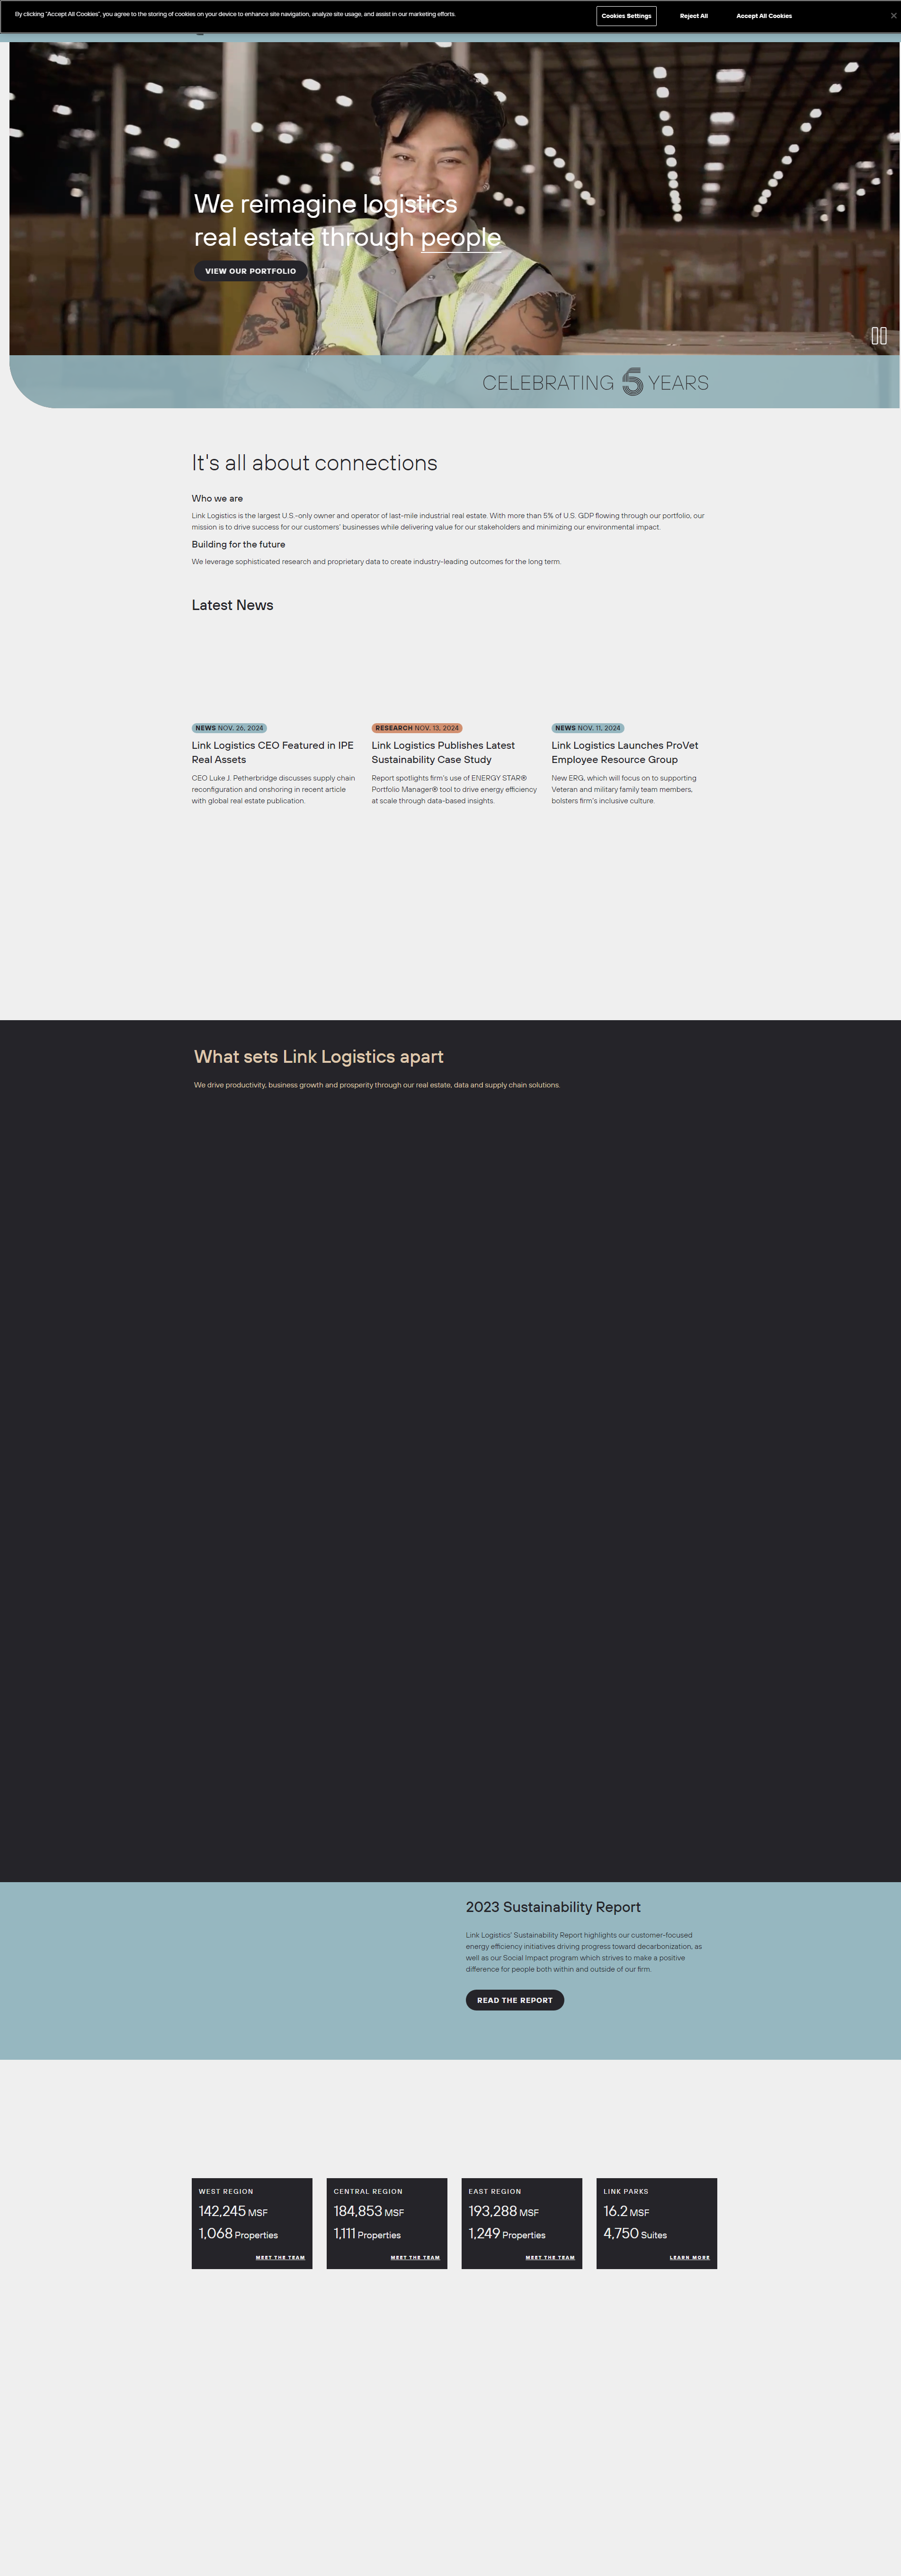 By clicking “Accept All Cookies”, you agree to the storing of cookies on your device to enhance site navigation, analyze site usage, and assist in our marketing efforts.
Cookies Settings
Reject All
Accept All Cookies
We reimagine logistics
real estate through people
VIEW OUR PORTFOLIO
CELEBRATING 5 YEARS
It's all about connections
Who we are
Link Logistics is the largest U.S.-only owner and operator of last-mile industrial real estate. With more than 5% of U.S. GDP flowing through our portfolio, our
mission is to drive success for our customers' businesses while delivering value for our stakeholders and minimizing our environmental impact.
Building for the future
We leverage sophisticated research and proprietary data to create industry-leading outcomes for the long term.
Latest News
NEWS NOV. 26, 2024
Link Logistics CEO Featured in IPE
Real Assets
CEO Luke J. Petherbridge discusses supply chain
reconfiguration and onshoring in recent article
with global real estate publication.
RESEARCH NOV. 13, 2024
Link Logistics Publishes Latest
Sustainability Case Study
Report spotlights firm's use of ENERGY STAR®
Portfolio Manager® tool to drive energy efficiency
at scale through data-based insights.
NEWS NOV. 11, 2024
Link Logistics Launches ProVet
Employee Resource Group
New ERG, which will focus on to supporting
Veteran and military family team members,
bolsters firm's inclusive culture.
What sets Link Logistics apart
We drive productivity, business growth and prosperity through our real estate, data and supply chain solutions.
2023 Sustainability Report
Link Logistics' Sustainability Report highlights our customer-focused
energy efficiency initiatives driving progress toward decarbonization, as
well as our Social Impact program which strives to make a positive
difference for people both within and outside of our firm.
READ THE REPORT
WEST REGION
142,245 MSF
1,068 Properties
MEET THE TEAM
CENTRAL REGION
184,853 MSF
1,111 Properties
MEET THE TEAM
EAST REGION
193,288 MSF
1,249 Properties
MEET THE TEAM
LINK PARKS
16.2 MSF
4,750 Suites
LEARN MORE